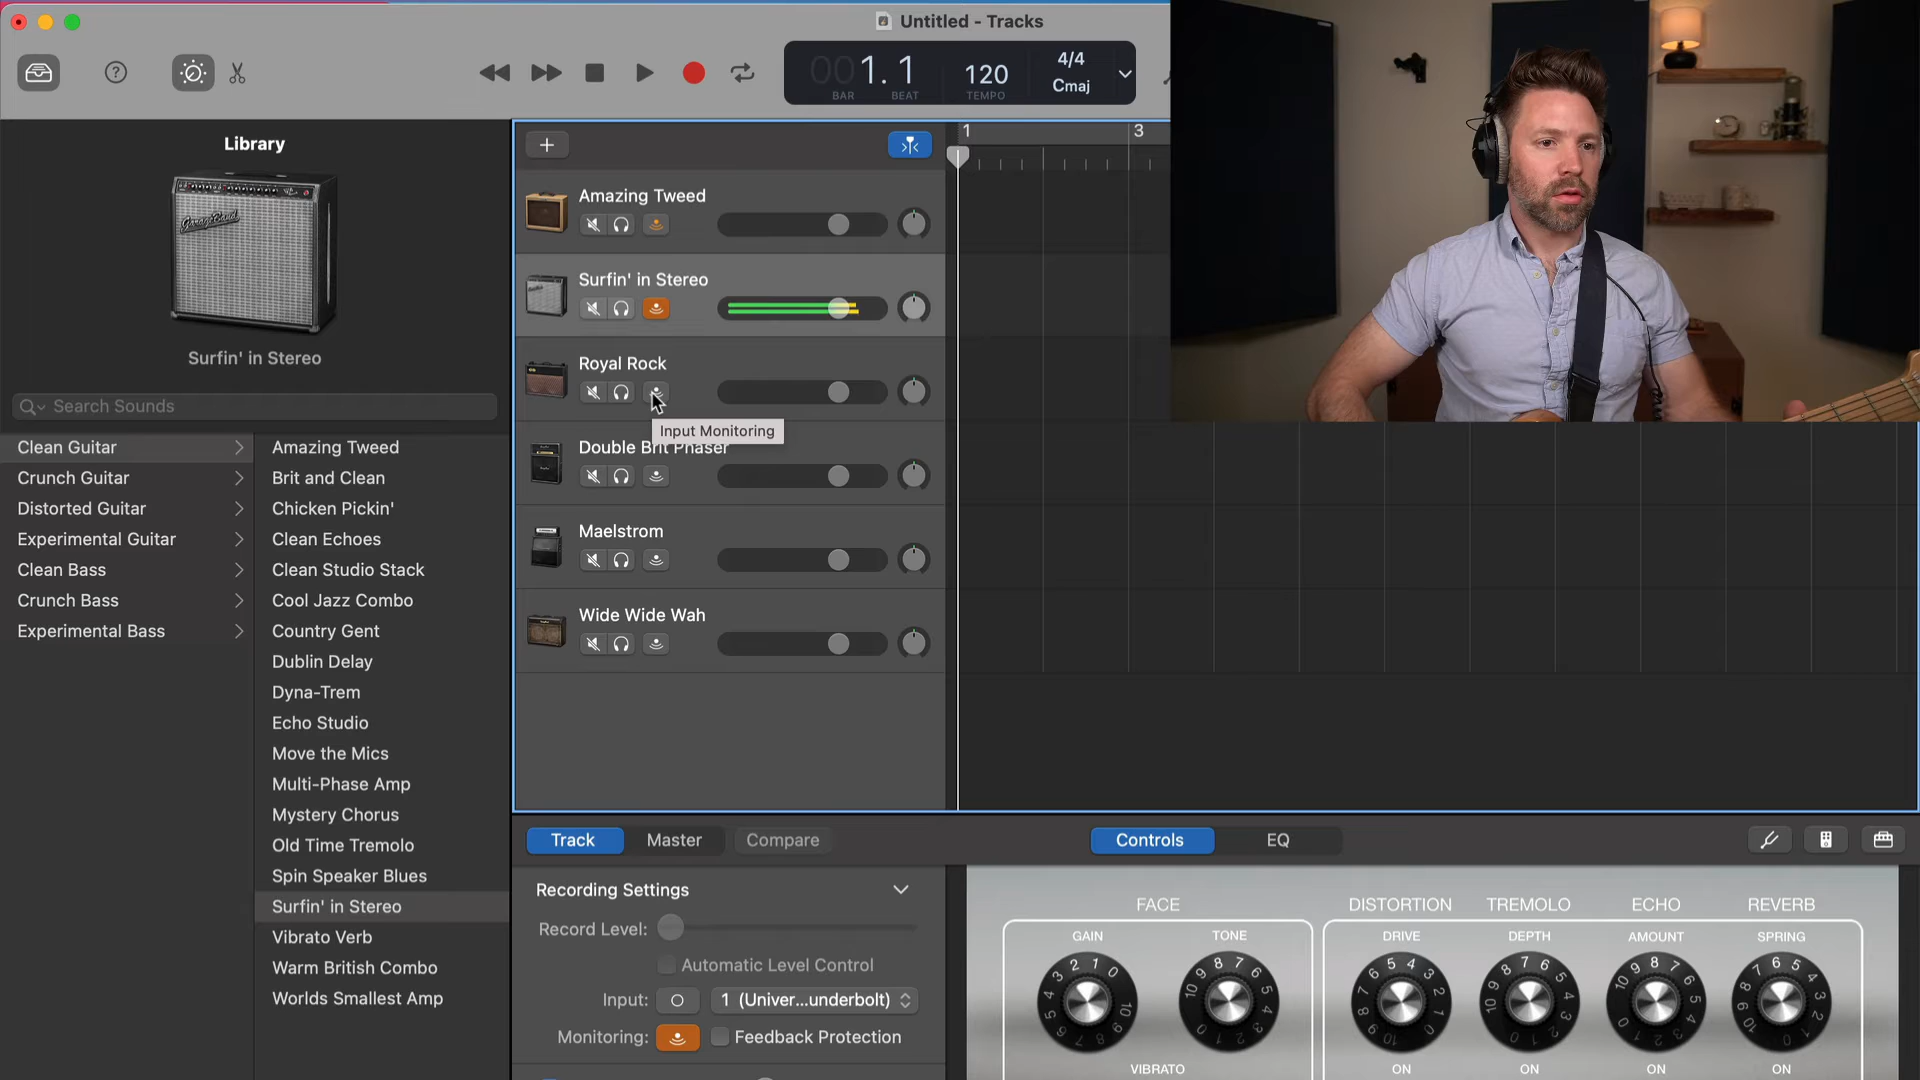 Untitled - Tracks
001.1
BAR
BEAT
120
TEMPO
4/4
Cmaj
Library
GarageBand
Surfin' in Stereo
Search Sounds
Clean Guitar
Crunch Guitar
Distorted Guitar
Experimental Guitar
Clean Bass
Crunch Bass
Experimental Bass
Amazing Tweed
Brit and Clean
Chicken Pickin'
Clean Echoes
Clean Studio Stack
Cool Jazz Combo
Country Gent
Dublin Delay
Dyna-Trem
Echo Studio
Move the Mics
Multi-Phase Amp
Mystery Chorus
Old Time Tremolo
Spin Speaker Blues
Surfin' in Stereo
Vibrato Verb
Warm British Combo
Worlds Smallest Amp
1
3
Amazing Tweed
Surfin' in Stereo
Royal Rock
Input Monitoring
Double Brit Phaser
Maelstrom
Wide Wide Wah
Track
Master
Compare
Controls
EQ
Recording Settings
Record Level:
Automatic Level Control
Input:
1 (Univer...underbolt)
Monitoring:
Feedback Protection
FACE
DISTORTION
TREMOLO
ECHO
REVERB
GAIN
TONE
DRIVE
DEPTH
AMOUNT
SPRING
VIBRATO
ON
ON
ON
ON